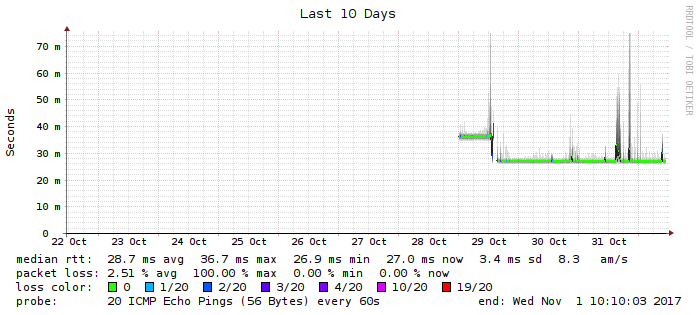 Last 10 Days
RRDTOOL / TOBI OETIKER
Seconds
70 m
60 m
50 m
40 m
30 m
20 m
10 m
0
22 Oct 23 Oct 24 Oct 25 Oct 26 Oct 27 Oct 28 Oct 29 Oct 30 Oct 31 Oct
median rtt: 28.7 ms avg 36.7 ms max 26.9 ms min 27.0 ms now 3.4 ms sd 8.3 am/s
packet loss: 2.51 % avg 100.00 % max 0.00 % min 0.00 % now
loss color: 0 1/20 2/20 3/20 4/20 10/20 19/20
probe: 20 ICMP Echo Pings (56 Bytes) every 60s end: Wed Nov 1 10:10:03 2017